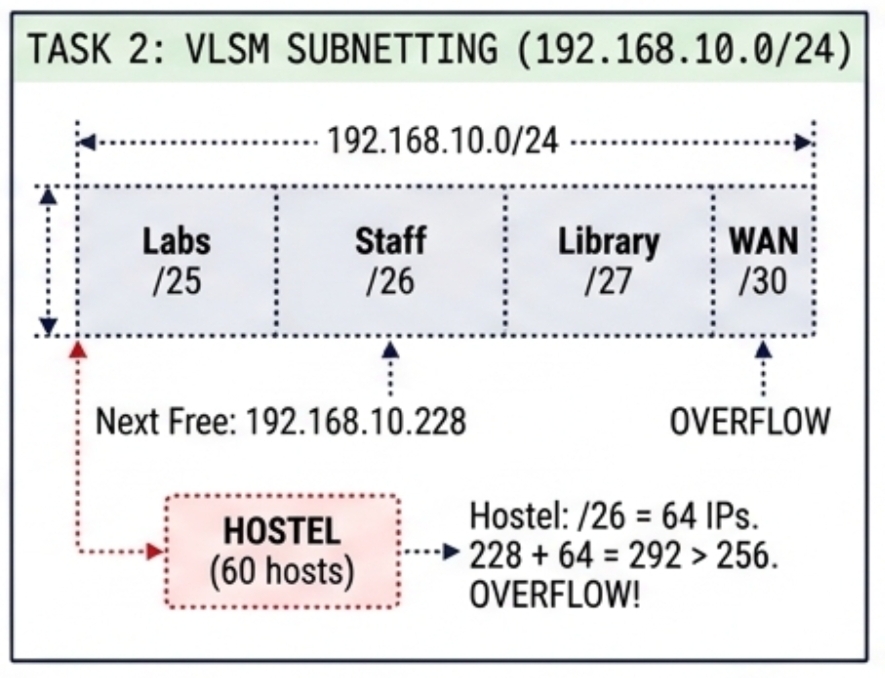 TASK 2: VLSM SUBNETTING (192.168.10.0/24)
192.168.10.0/24
Labs
/25
Staff
/26
Library
/27
WAN
/30
Next Free: 192.168.10.228
OVERFLOW
HOSTEL
(60 hosts)
Hostel: /26 = 64 IPs.
228 + 64 = 292 > 256.
OVERFLOW!